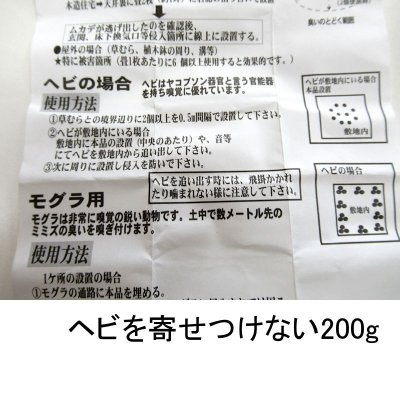 木造住宅→天井裏に
ムカデが逃げ出したのを確認後、
玄関、床下換気口等侵入箇所に線上に設置する。
●屋外の場合(草むら、植木鉢の周り、溝等)
*特に被害箇所(畳1枚あたりに6個以上使用すると効果的です。)
臭いのとどく範囲
ヘビの場合
ヘビはヤコブソン器官と言う官能器
を持ち嗅覚に優れています。
使用方法
①草むらとの境界辺りに2個以上を0.5m間隔で設置して下さい。
②ヘビが敷地内にいる場合
敷地内に本品の設置(中央のあたり)や、音等
にてヘビを敷地内から追い出して下さい。
③次に周りに設置し侵入を防いで下さい。
ヘビを追い出す時には、飛掛かかれ
たり噛まれない様に注意して下さい。
ヘビが敷地内にいる場合
本品設置
敷地内
ヘビの場合
敷地内
モグラ用
モグラは非常に嗅覚の鋭い動物です。土中で数メートル先の
ミミズの臭いを嗅ぎ付けます。
使用方法
1ケ所の設置の場合
①モグラの通路に本品を埋める。
ヘビを寄せつけない200g